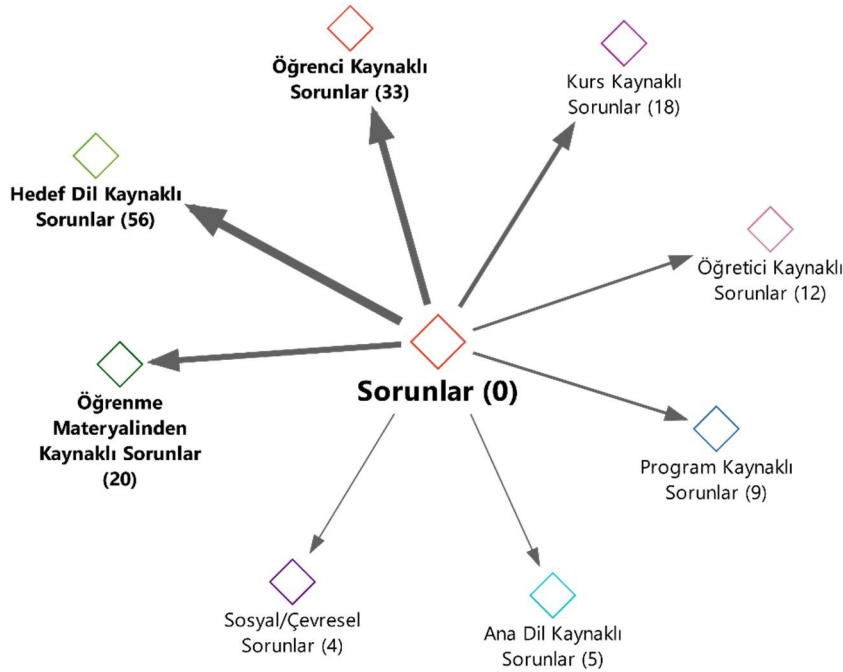 Öğrenci Kaynaklı
Sorunlar (33)
Kurs Kaynaklı
Sorunlar (18)
Hedef Dil Kaynaklı
Sorunlar (56)
Öğretici Kaynaklı
Sorunlar (12)
Sorunlar (0)
Öğrenme
Materyalinden
Kaynaklı Sorunlar
(20)
Program Kaynaklı
Sorunlar (9)
Sosyal/Çevresel
Sorunlar (4)
Ana Dil Kaynaklı
Sorunlar (5)